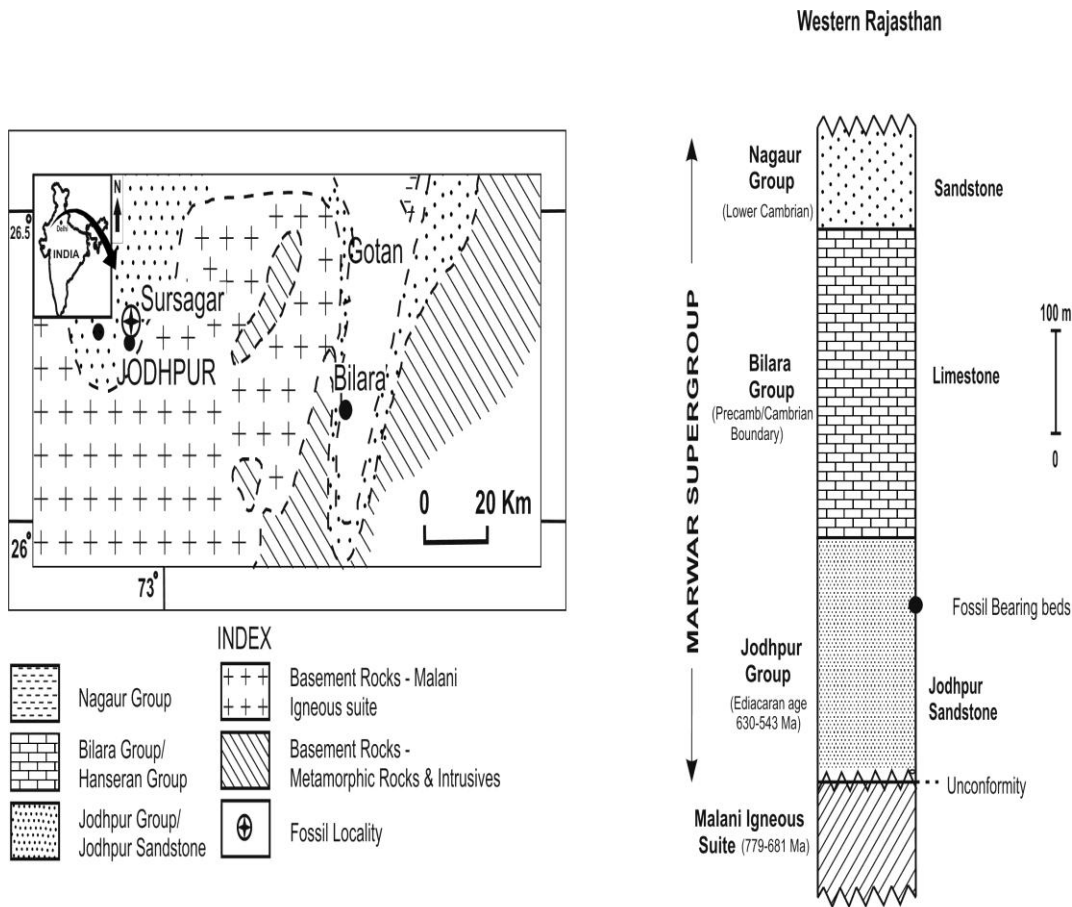 Western Rajasthan
26.5°
26°
73°
N
Delhi
INDIA
Gotan
Sursagar
JODHPUR
Bilara
0 20 Km
INDEX
Nagaur Group
Bilara Group/
Hanseran Group
Jodhpur Group/
Jodhpur Sandstone
Basement Rocks - Malani
Igneous suite
Basement Rocks -
Metamorphic Rocks & Intrusives
Fossil Locality
MARWAR SUPERGROUP
Nagaur
Group
(Lower Cambrian)
Sandstone
Bilara
Group
(Precamb/Cambrian
Boundary)
Limestone
100 m
0
Fossil Bearing beds
Jodhpur
Group
(Ediacaran age
630-543 Ma)
Jodhpur
Sandstone
Unconformity
Malani Igneous
Suite (779-681 Ma)